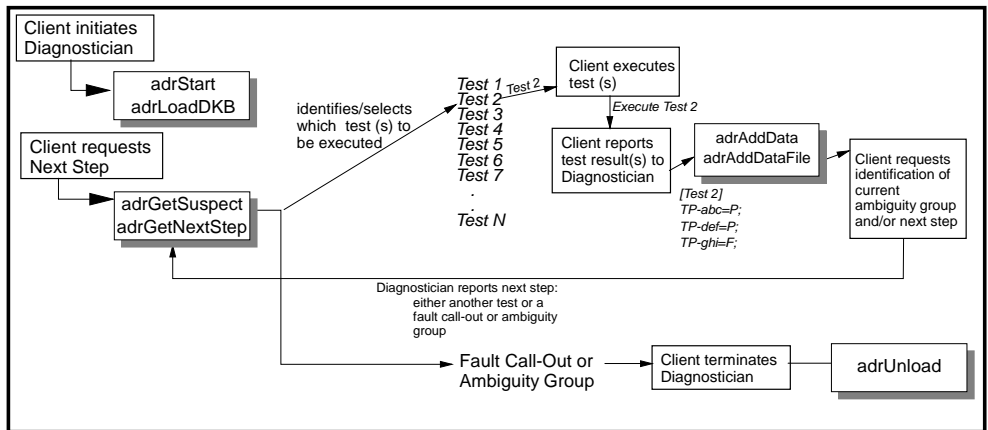 Client initiates
Diagnostician
adrStart
adrLoadDKB
Client requests
Next Step
adrGetSuspect
adrGetNextStep
identifies/selects
which test (s) to
be executed
Test 1
Test 2
Test 3
Test 4
Test 5
Test 6
Test 7
.
.
Test N
Test 2
Client executes
test (s)
Execute Test 2
Client reports
test result(s) to
Diagnostician
adrAddData
adrAddDataFile
[Test 2]
TP-abc=P;
TP-def=P;
TP-ghi=F;
Client requests
identification of
current
ambiguity group
and/or next step
Diagnostician reports next step:
either another test or a
fault call-out or ambiguity
group
Fault Call-Out or
Ambiguity Group
Client terminates
Diagnostician
adrUnload